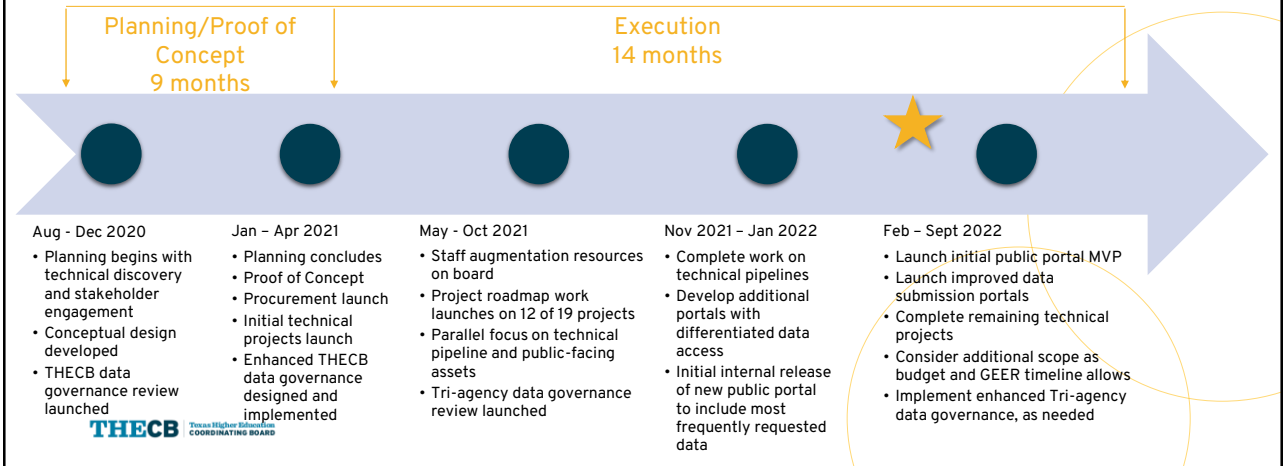 Planning/Proof of
Concept
9 months
Execution
14 months
Aug - Dec 2020
• Planning begins with
technical discovery
and stakeholder
engagement
• Conceptual design
developed
• THECB data
governance review
launched
Jan – Apr 2021
• Planning concludes
• Proof of Concept
• Procurement launch
• Initial technical
projects launch
• Enhanced THECB
data governance
designed and
implemented
May - Oct 2021
• Staff augmentation resources
on board
• Project roadmap work
launches on 12 of 19 projects
• Parallel focus on technical
pipeline and public-facing
assets
• Tri-agency data governance
review launched
Nov 2021 – Jan 2022
• Complete work on
technical pipelines
• Develop additional
portals with
differentiated data
access
• Initial internal release
of new public portal
to include most
frequently requested
data
Feb – Sept 2022
• Launch initial public portal MVP
• Launch improved data
submission portals
• Complete remaining technical
projects
• Consider additional scope as
budget and GEER timeline allows
• Implement enhanced Tri-agency
data governance, as needed
THECB
Texas Higher Education
COORDINATING BOARD